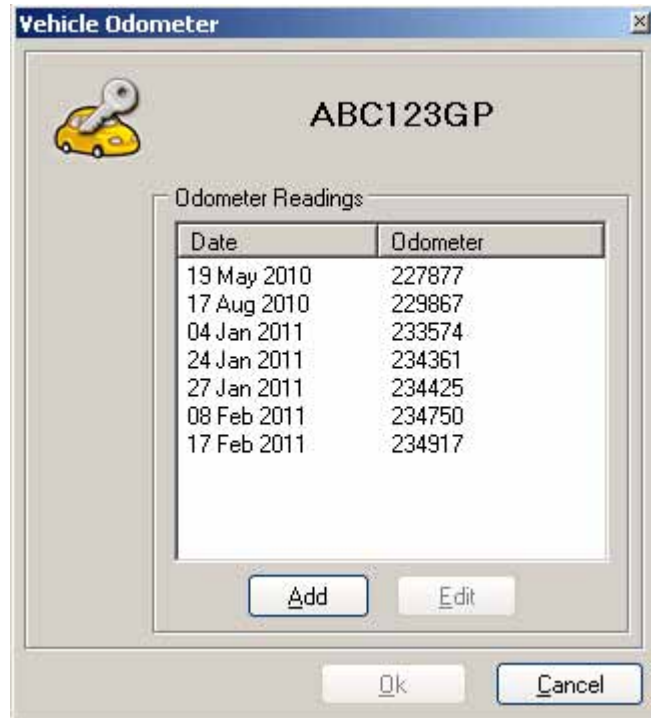 Vehicle Odometer
ABC123GP
Odometer Readings
Date Odometer
19 May 2010 227877
17 Aug 2010 229867
04 Jan 2011 233574
24 Jan 2011 234361
27 Jan 2011 234425
08 Feb 2011 234750
17 Feb 2011 234917
Add Edit
Ok Cancel